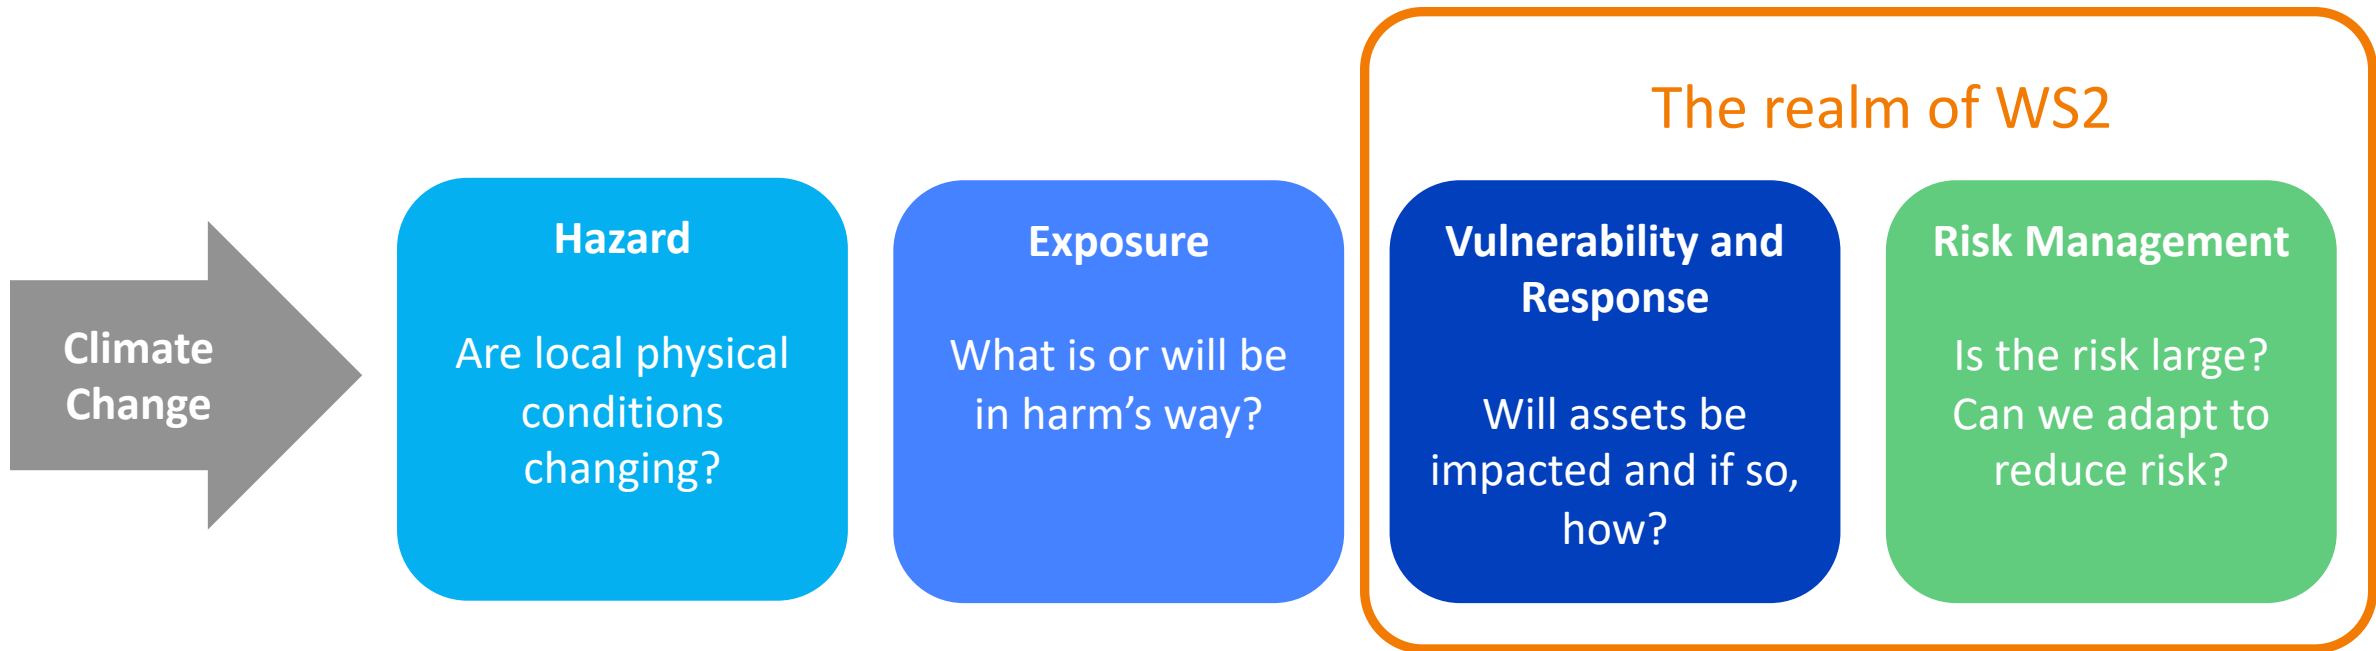 The realm of WS2
Climate
Change
Hazard
Are local physical
conditions
changing?
Exposure
What is or will be
in harm’s way?
Vulnerability and
Response
Will assets be
impacted and if so,
how?
Risk Management
Is the risk large?
Can we adapt to
reduce risk?